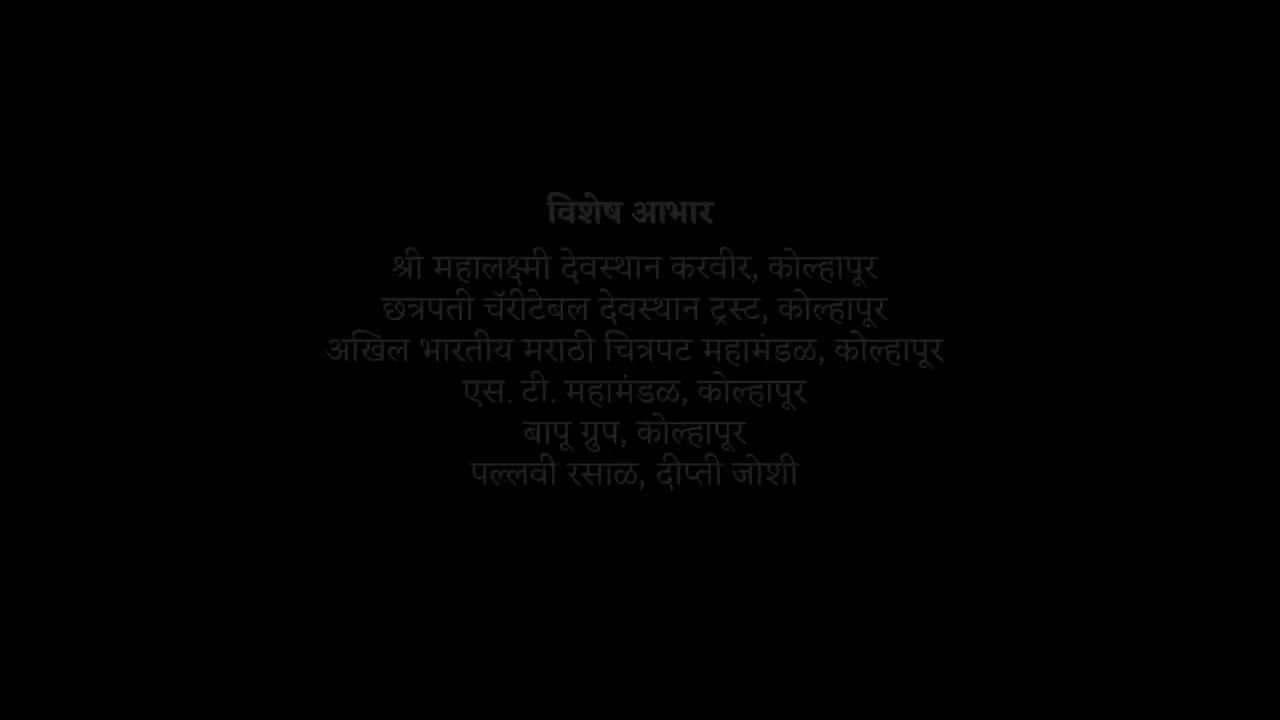 विशेष आभार
श्री महालक्ष्मी देवस्थान करवीर, कोल्हापूर
छत्रपती चॅरीटेबल देवस्थान ट्रस्ट, कोल्हापूर
अखिल भारतीय मराठी चित्रपट महामंडळ, कोल्हापूर
एस. टी. महामंडळ, कोल्हापूर
बापू ग्रुप, कोल्हापूर
पल्लवी रसाळ, दीप्ती जोशी